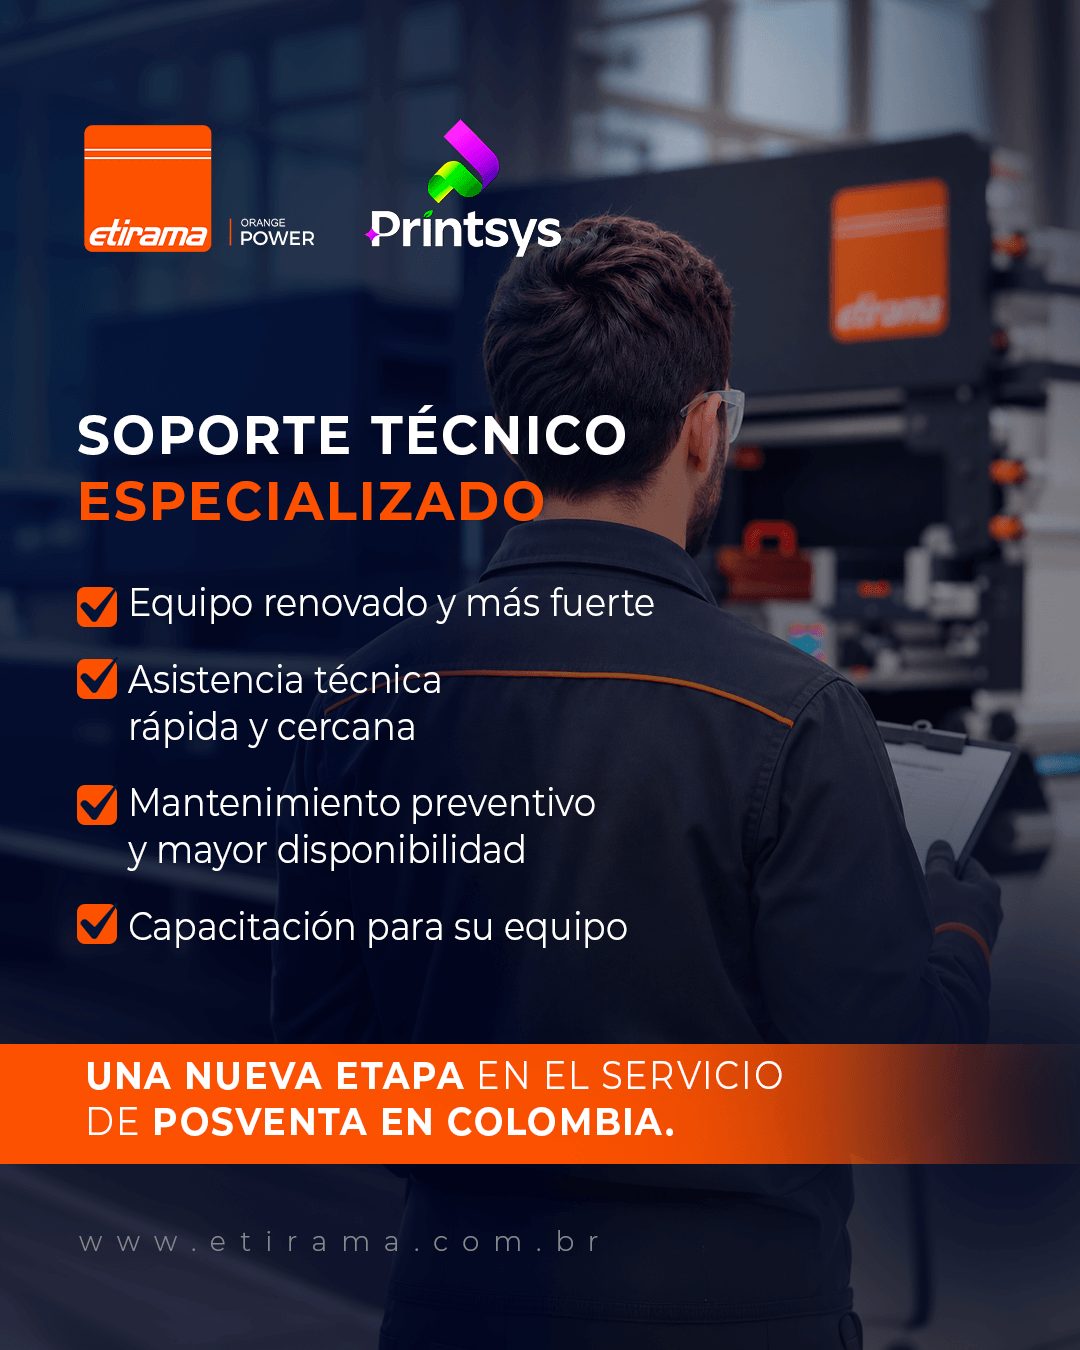 etirama
ORANGE
POWER
Printsys
etirama
SOPORTE TÉCNICO
ESPECIALIZADO
Equipo renovado y más fuerte
Asistencia técnica
rápida y cercana
Mantenimiento preventivo
y mayor disponibilidad
Capacitación para su equipo
UNA NUEVA ETAPA EN EL SERVICIO
DE POSVENTA EN COLOMBIA.
www.etirama.com.br